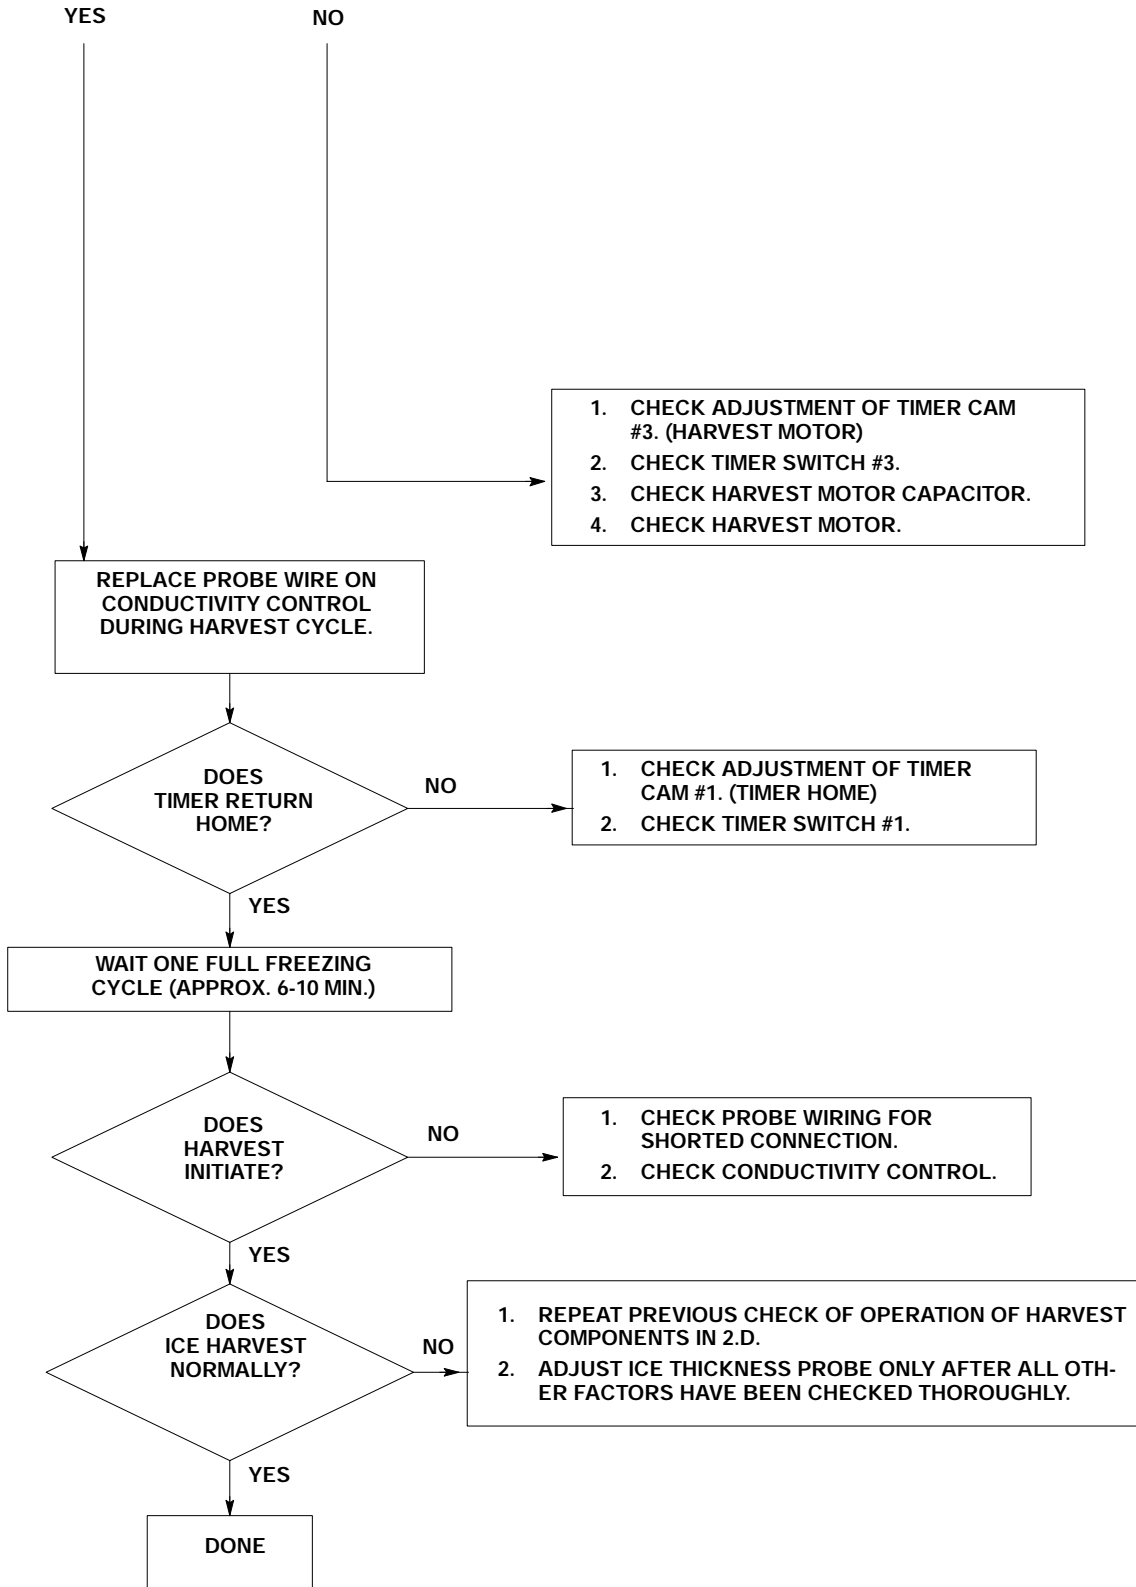 YES
NO
1. CHECK ADJUSTMENT OF TIMER CAM
#3. (HARVEST MOTOR)
2. CHECK TIMER SWITCH #3.
3. CHECK HARVEST MOTOR CAPACITOR.
4. CHECK HARVEST MOTOR.
REPLACE PROBE WIRE ON
CONDUCTIVITY CONTROL
DURING HARVEST CYCLE.
DOES
TIMER RETURN
HOME?
NO
1. CHECK ADJUSTMENT OF TIMER
CAM #1. (TIMER HOME)
2. CHECK TIMER SWITCH #1.
YES
WAIT ONE FULL FREEZING
CYCLE (APPROX. 6-10 MIN.)
DOES
HARVEST
INITIATE?
NO
1. CHECK PROBE WIRING FOR
SHORTED CONNECTION.
2. CHECK CONDUCTIVITY CONTROL.
YES
DOES
ICE HARVEST
NORMALLY?
NO
1. REPEAT PREVIOUS CHECK OF OPERATION OF HARVEST
COMPONENTS IN 2.D.
2. ADJUST ICE THICKNESS PROBE ONLY AFTER ALL OTH-
ER FACTORS HAVE BEEN CHECKED THOROUGHLY.
YES
DONE